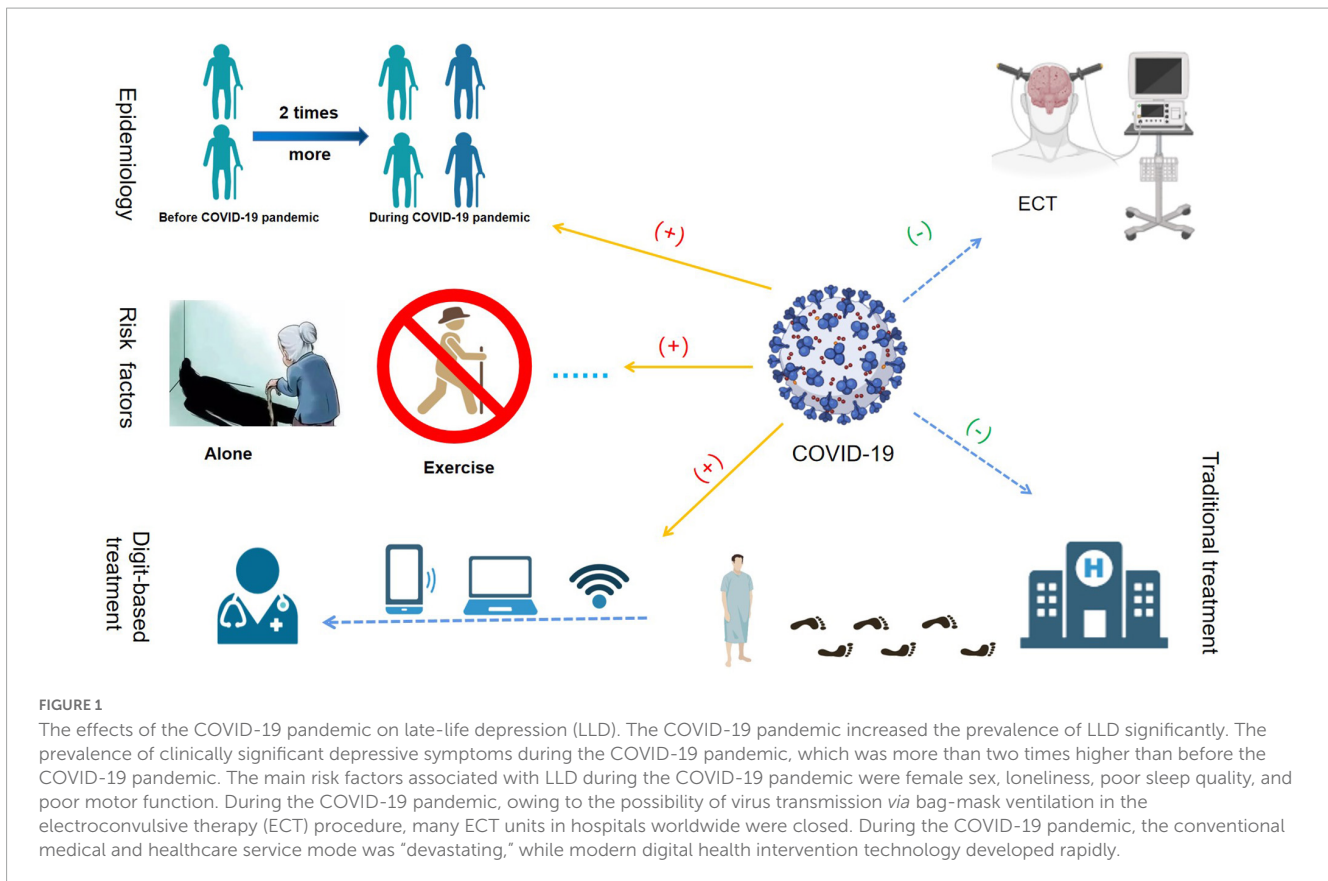 Epidemiology
2 times
more
Before COVID-19 pandemic
During COVID-19 pandemic
(+)
(-)
ECT
Risk factors
Alone
Exercise
......
(+)
COVID-19
(+)
(-)
Digit-based
treatment
H
Traditional treatment
FIGURE 1
The effects of the COVID-19 pandemic on late-life depression (LLD). The COVID-19 pandemic increased the prevalence of LLD significantly. The
prevalence of clinically significant depressive symptoms during the COVID-19 pandemic, which was more than two times higher than before the
COVID-19 pandemic. The main risk factors associated with LLD during the COVID-19 pandemic were female sex, loneliness, poor sleep quality, and
poor motor function. During the COVID-19 pandemic, owing to the possibility of virus transmission via bag-mask ventilation in the
electroconvulsive therapy (ECT) procedure, many ECT units in hospitals worldwide were closed. During the COVID-19 pandemic, the conventional
medical and healthcare service mode was “devastating,” while modern digital health intervention technology developed rapidly.